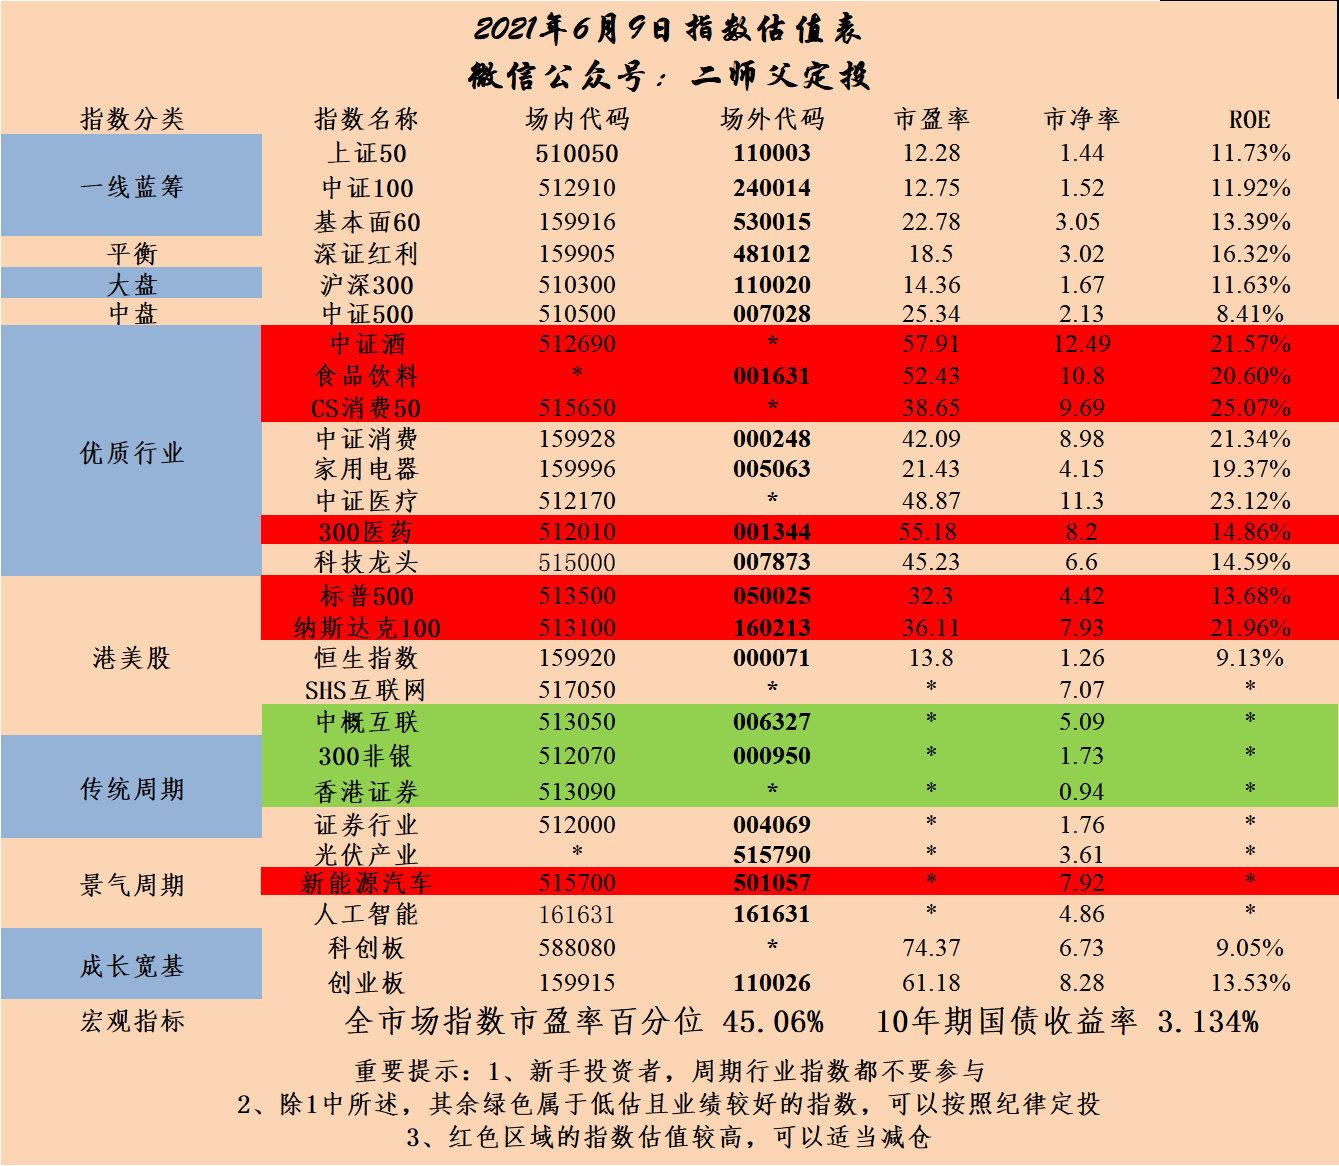 2021年6月9日指数估值表
微信公众号：二师父定投
指数分类 指数名称 场内代码 场外代码 市盈率 市净率 ROE
一线蓝筹
上证50 510050 110003 12.28 1.44 11.73%
中证100 512910 240014 12.75 1.52 11.92%
基本面60 159916 530015 22.78 3.05 13.39%
平衡 深证红利 159905 481012 18.5 3.02 16.32%
大盘 沪深300 510300 110020 14.36 1.67 11.63%
中盘 中证500 510500 007028 25.34 2.13 8.41%
优质行业
中证酒 512690 * 57.91 12.49 21.57%
食品饮料 * 001631 52.43 10.8 20.60%
CS消费50 515650 * 38.65 9.69 25.07%
中证消费 159928 000248 42.09 8.98 21.34%
家用电器 159996 005063 21.43 4.15 19.37%
中证医疗 512170 * 48.87 11.3 23.12%
300医药 512010 001344 55.18 8.2 14.86%
科技龙头 515000 007873 45.23 6.6 14.59%
港美股
标普500 513500 050025 32.3 4.42 13.68%
纳斯达克100 513100 160213 36.11 7.93 21.96%
恒生指数 159920 000071 13.8 1.26 9.13%
SHS互联网 517050 * * 7.07 *
中概互联 513050 006327 * 5.09 *
传统周期
300非银 512070 000950 * 1.73 *
香港证券 513090 * * 0.94 *
证券行业 512000 004069 * 1.76 *
景气周期
光伏产业 * 515790 * 3.61 *
新能源汽车 515700 501057 * 7.92 *
人工智能 161631 161631 * 4.86 *
成长宽基
科创板 588080 * 74.37 6.73 9.05%
创业板 159915 110026 61.18 8.28 13.53%
宏观指标 全市场指数市盈率百分位 45.06% 10年期国债收益率 3.134%
重要提示：1、新手投资者，周期行业指数都不要参与
2、除1中所述，其余绿色属于低估且业绩较好的指数，可以按照纪律定投
3、红色区域的指数估值较高，可以适当减仓